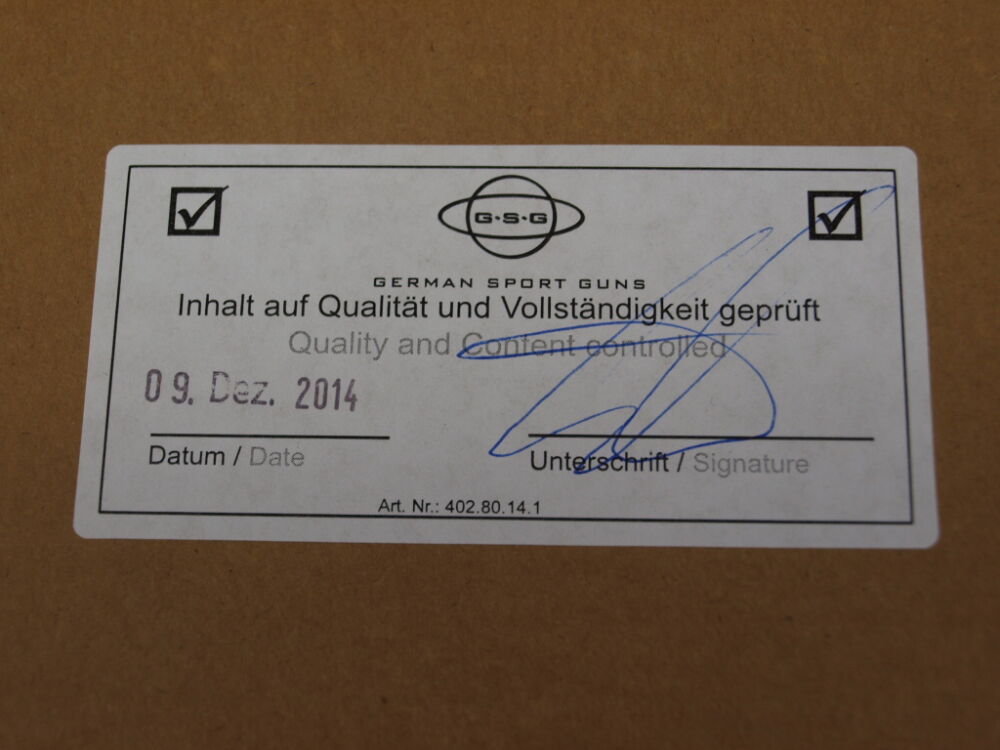 G·S·G
GERMAN SPORT GUNS
Inhalt auf Qualität und Vollständigkeit geprüft
Quality and Content controlled
09. Dez. 2014
Datum / Date
Unterschrift / Signature
Art. Nr.: 402.80.14.1